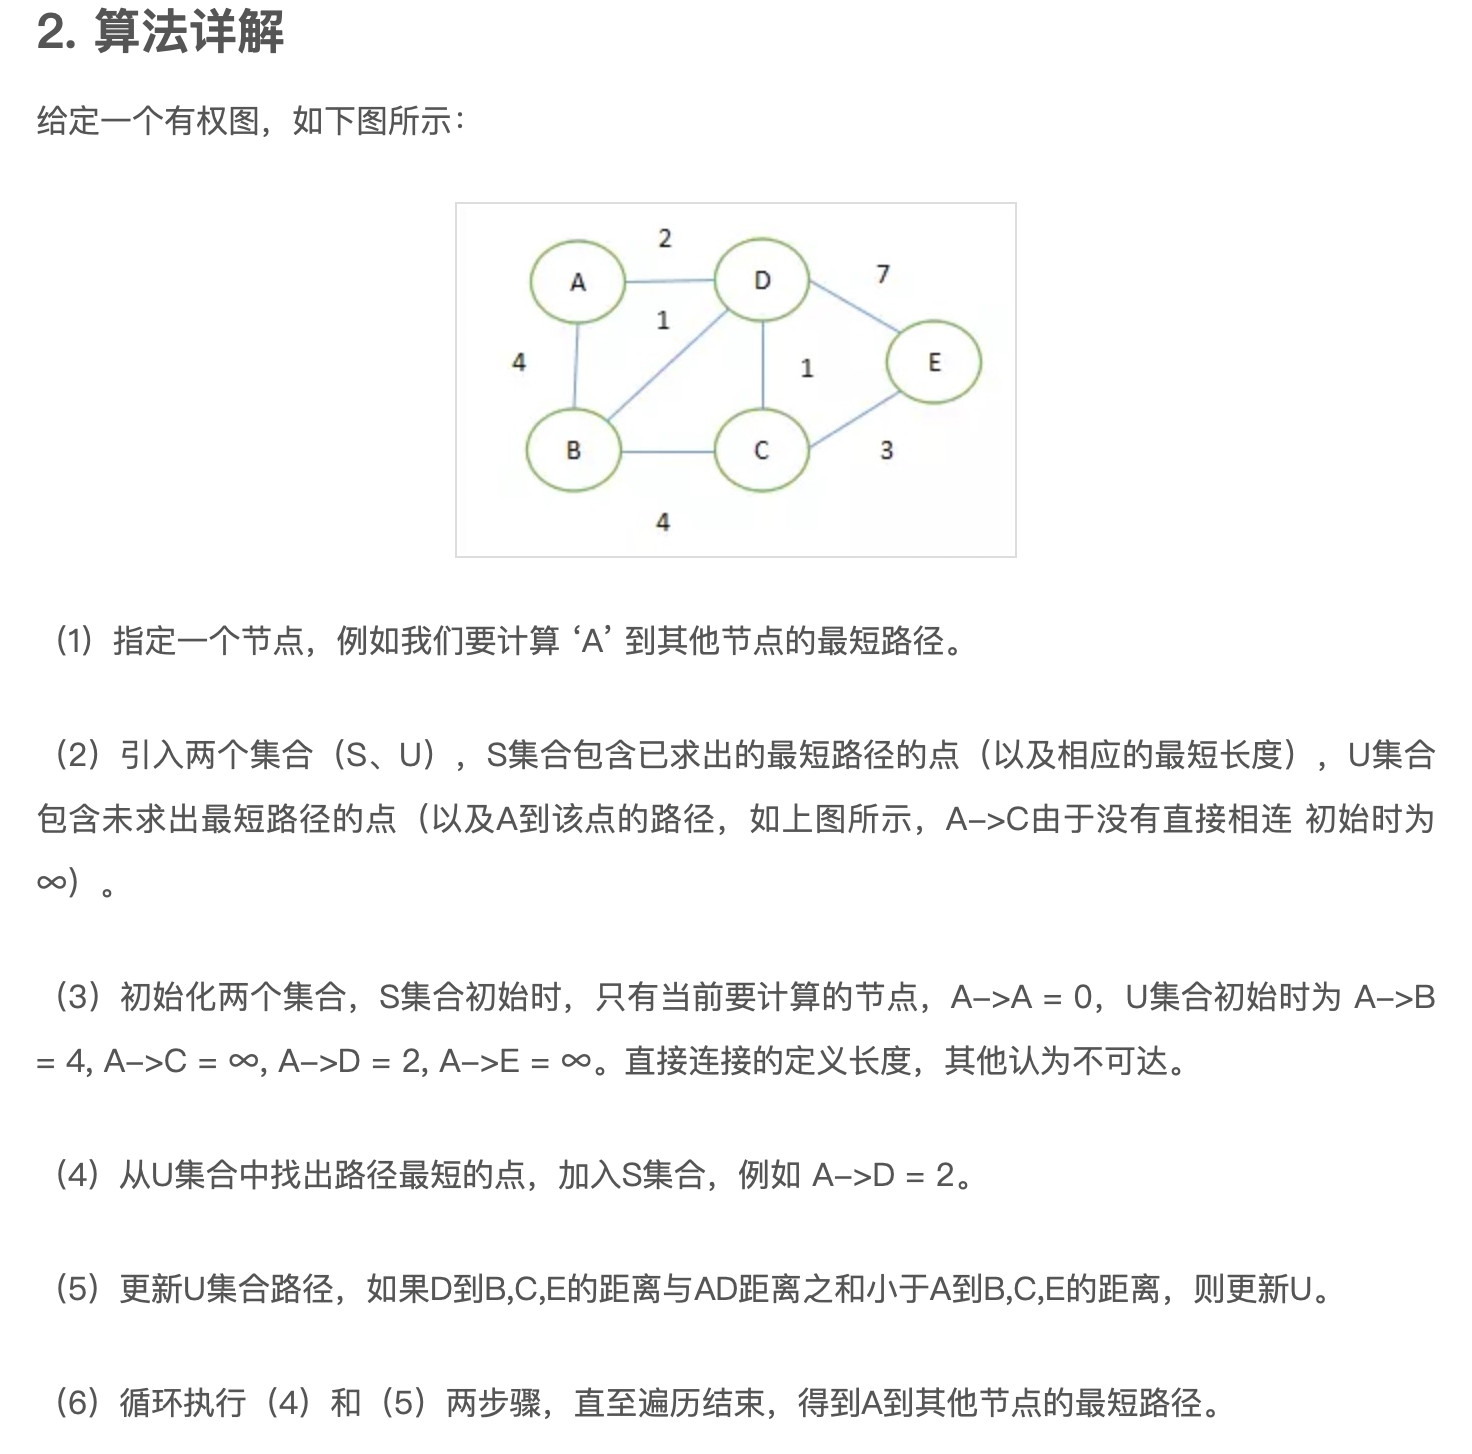 2. 算法详解
给定一个有权图，如下图所示：
2
A
D
7
1
4
1
E
B
C
3
4
（1）指定一个节点，例如我们要计算 ‘A’ 到其他节点的最短路径。
（2）引入两个集合（S、U），S集合包含已求出的最短路径的点（以及相应的最短长度），U集合
包含未求出最短路径的点（以及A到该点的路径，如上图所示，A–>C由于没有直接相连 初始时为
∞）。
（3）初始化两个集合，S集合初始时，只有当前要计算的节点，A–>A = 0，U集合初始时为 A–>B
= 4, A–>C = ∞, A–>D = 2, A–>E = ∞。直接连接的定义长度，其他认为不可达。
（4）从U集合中找出路径最短的点，加入S集合，例如 A–>D = 2。
（5）更新U集合路径，如果D到B,C,E的距离与AD距离之和小于A到B,C,E的距离，则更新U。
（6）循环执行（4）和（5）两步骤，直至遍历结束，得到A到其他节点的最短路径。